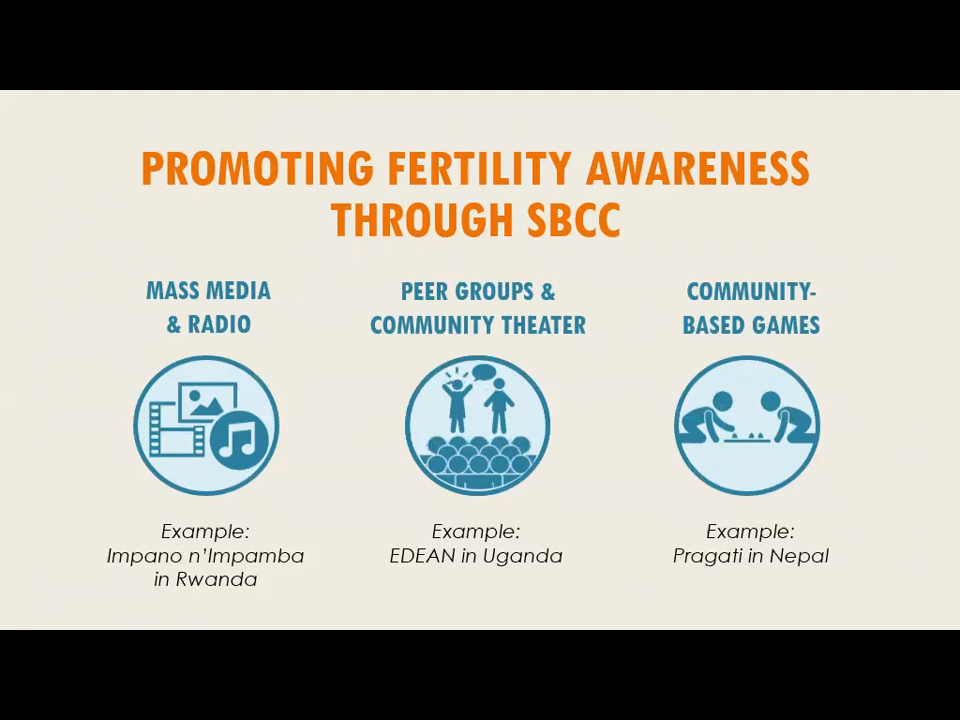 PROMOTING FERTILITY AWARENESS
THROUGH SBCC
MASS MEDIA
& RADIO
PEER GROUPS &
COMMUNITY THEATER
COMMUNITY-
BASED GAMES
Example:
Impano n'Impamba
in Rwanda
Example:
EDEAN in Uganda
Example:
Pragati in Nepal